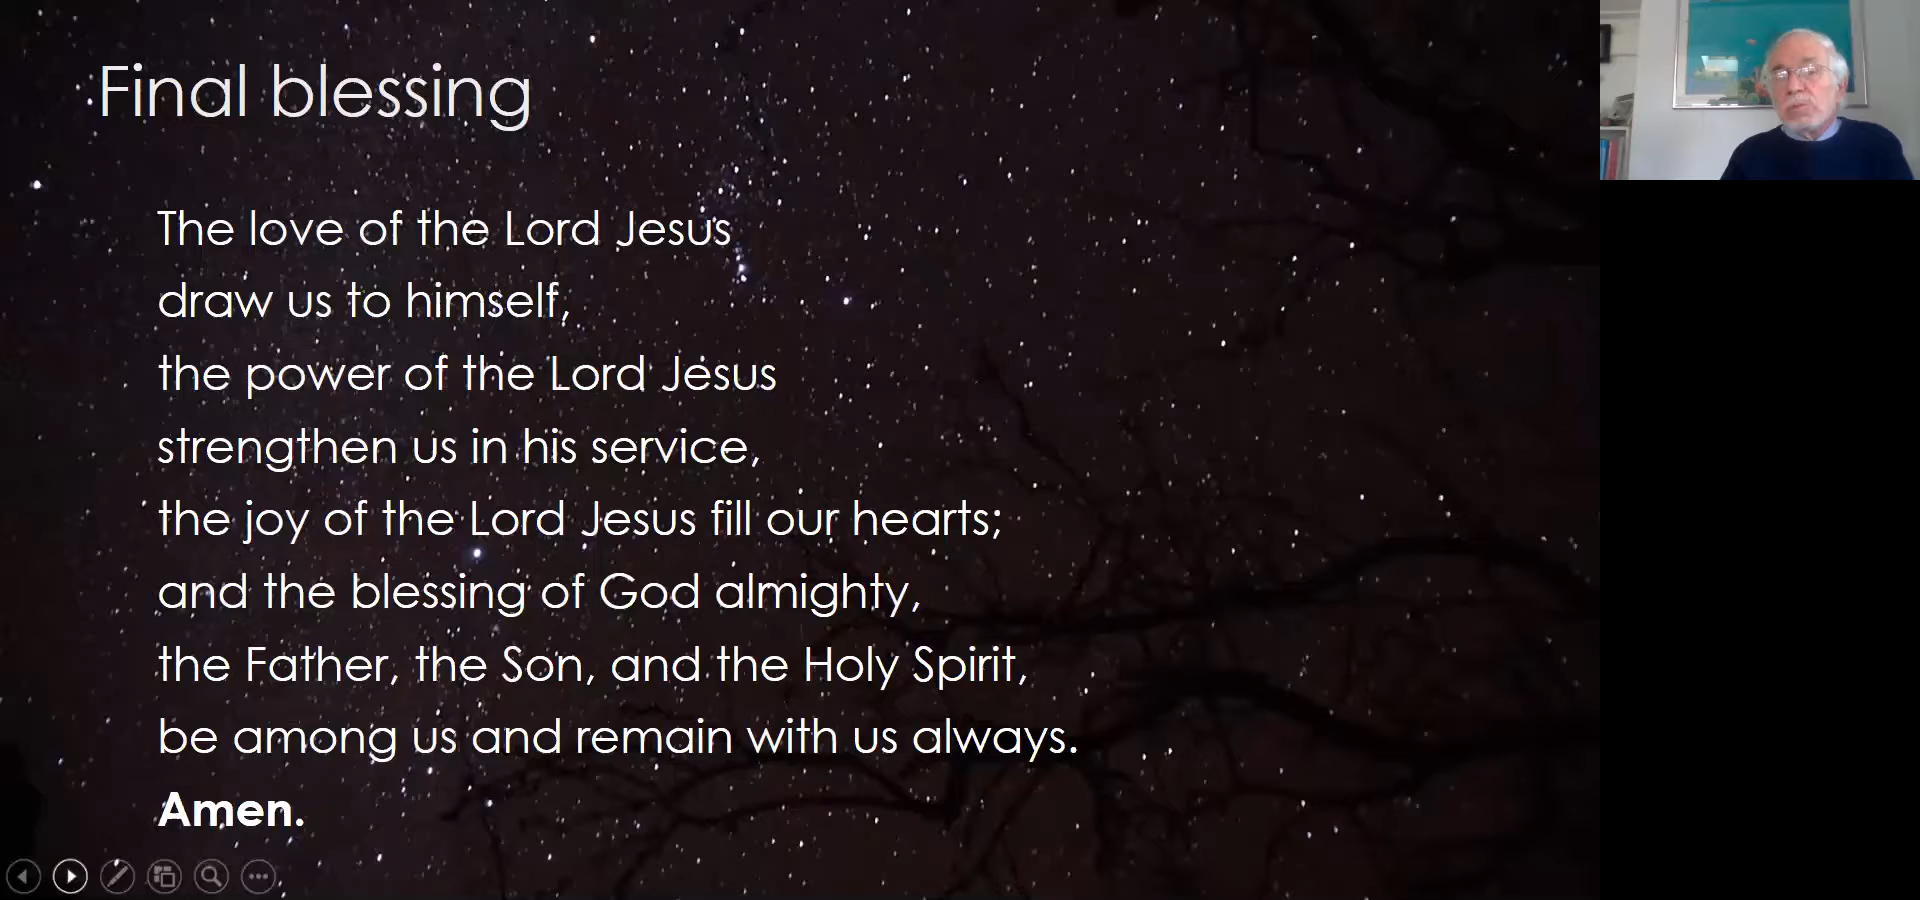 Final blessing
The love of the Lord Jesus
draw us to himself,
the power of the Lord Jesus
strengthen us in his service,
the joy of the Lord Jesus fill our hearts;
and the blessing of God almighty,
the Father, the Son, and the Holy Spirit,
be among us and remain with us always.
Amen.